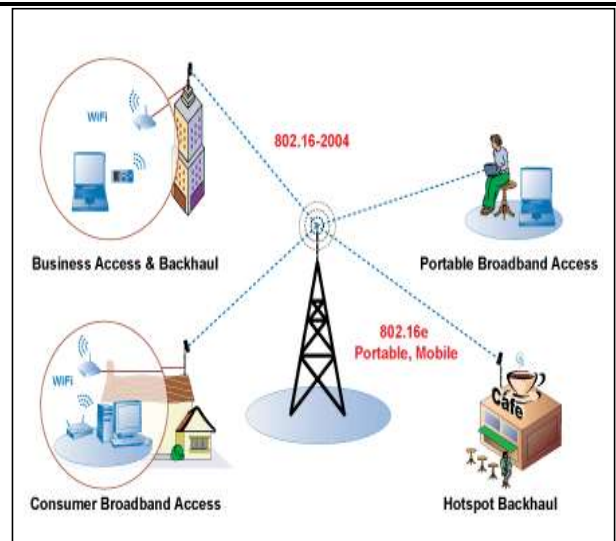 WiFi
802.16-2004
Business Access & Backhaul
Portable Broadband Access
802.16e
Portable, Mobile
WiFi
Cafe
Consumer Broadband Access
Hotspot Backhaul